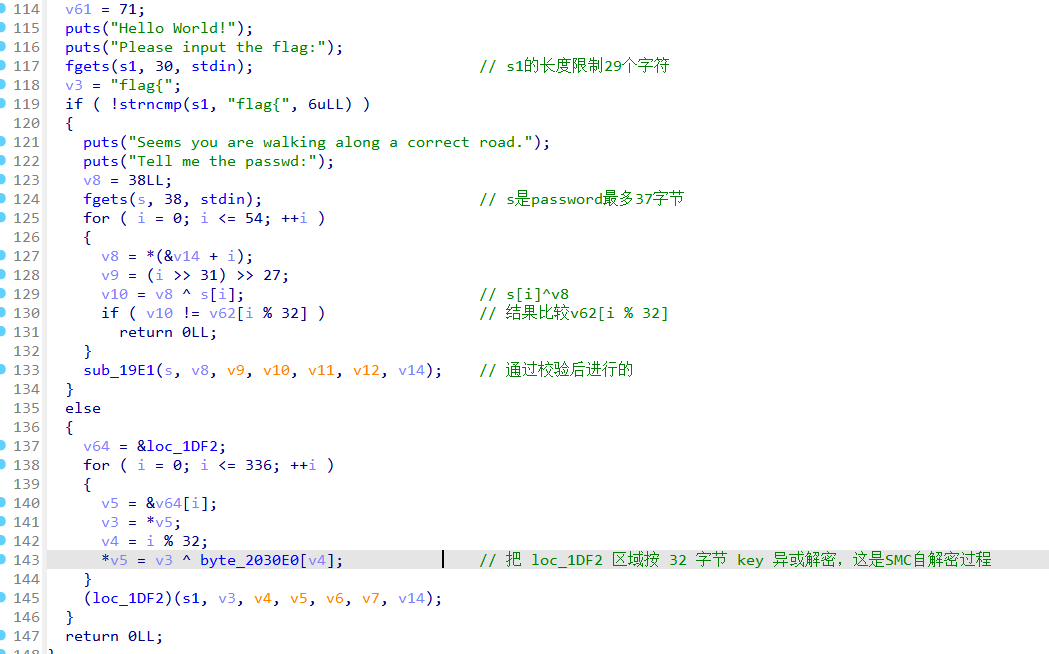 114 v61 = 71;
115 puts("Hello World!");
116 puts("Please input the flag:");
117 fgets(s1, 30, stdin); // s1的长度限制29个字符
118 v3 = "flag{";
119 if ( !strncmp(s1, "flag{", 6uLL) )
120 {
121 puts("Seems you are walking along a correct road.");
122 puts("Tell me the passwd:");
123 v8 = 38LL;
124 fgets(s, 38, stdin); // s是password最多37字节
125 for ( i = 0; i <= 54; ++i )
126 {
127 v8 = *(&v14 + i);
128 v9 = (i >> 31) >> 27;
129 v10 = v8 ^ s[i]; // s[i]^v8
130 if ( v10 != v62[i % 32] ) // 结果比较v62[i % 32]
131 return 0LL;
132 }
133 sub_19E1(s, v8, v9, v10, v11, v12, v14); // 通过校验后进行的
134 }
135 else
136 {
137 v64 = &loc_1DF2;
138 for ( i = 0; i <= 336; ++i )
139 {
140 v5 = &v64[i];
141 v3 = *v5;
142 v4 = i % 32;
143 *v5 = v3 ^ byte_2030E0[v4]; // 把 loc_1DF2 区域按 32 字节 key 异或解密，这是SMC自解密过程
144 }
145 (loc_1DF2)(s1, v3, v4, v5, v6, v7, v14);
146 }
147 return 0LL;
148 }